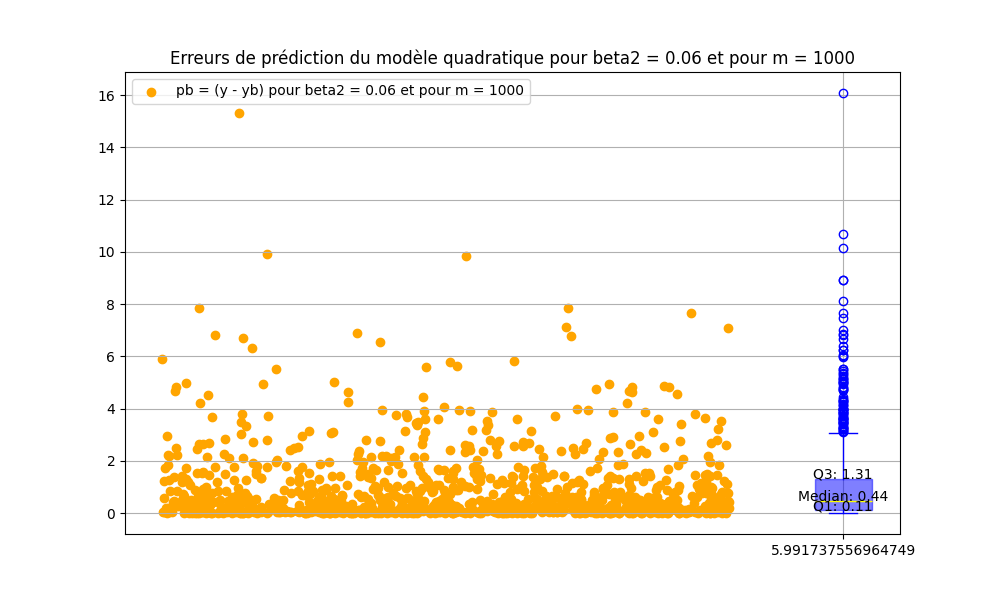 Erreurs de prédiction du modèle quadratique pour beta2 = 0.06 et pour m = 1000
pb = (y - yb) pour beta2 = 0.06 et pour m = 1000
16
14
12
10
8
6
4
2
0
Q3: 1.31
Median: 0.44
Q1: 0.11
5.991737556964749